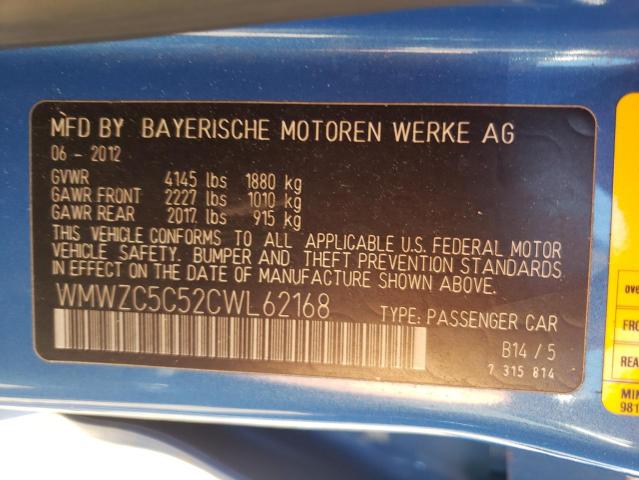 MFD BY BAYERISCHE MOTOREN WERKE AG
06 - 2012
GVWR 4145 lbs 1880 kg
GAWR FRONT 2227 lbs 1010 kg
GAWR REAR 2017 lbs 915 kg
THIS VEHICLE CONFORMS TO ALL APPLICABLE U.S. FEDERAL MOTOR
VEHICLE SAFETY, BUMPER AND THEFT PREVENTION STANDARDS
IN EFFECT ON THE DATE OF MANUFACTURE SHOWN ABOVE.
WMWZC5C52CWL62168
TYPE: PASSENGER CAR
B14 / 5
7 315 814
MIN
981